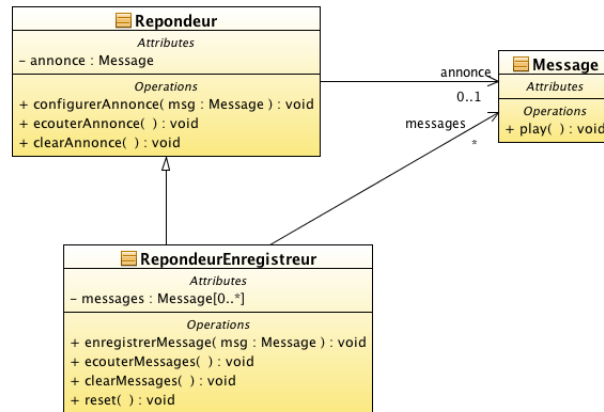 Repondeur
Attributes
- annonce : Message
Operations
+ configurerAnnonce( msg : Message ) : void
+ ecouterAnnonce( ) : void
+ clearAnnonce( ) : void
annonce
0..1
messages
*
Message
Attributes
Operations
+ play( ) : void
RepondeurEnregistreur
Attributes
- messages : Message[0..*]
Operations
+ enregistrerMessage( msg : Message ) : void
+ ecouterMessages( ) : void
+ clearMessages( ) : void
+ reset( ) : void